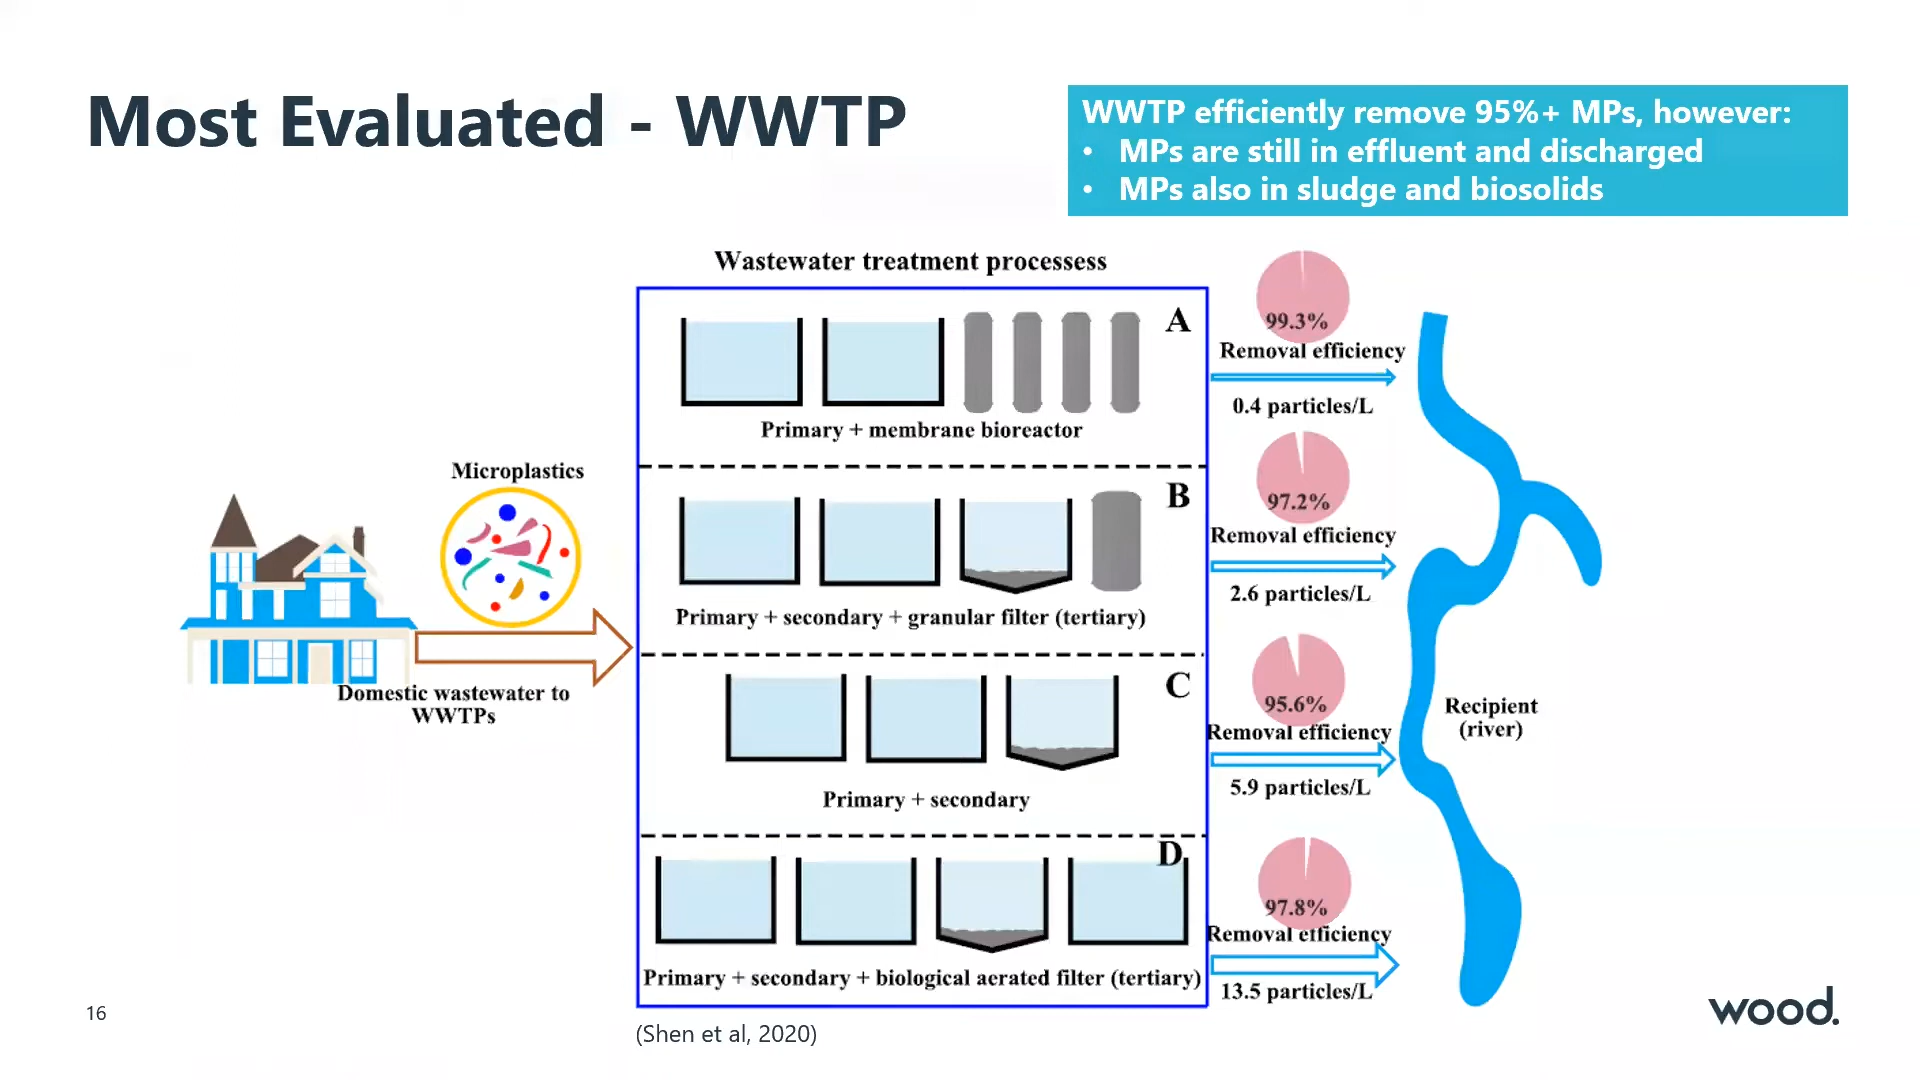 Most Evaluated - WWTP
WWTP efficiently remove 95%+ MPs, however:
• MPs are still in effluent and discharged
• MPs also in sludge and biosolids
Wastewater treatment processess
Microplastics
Domestic wastewater to
WWTPs
A
Primary + membrane bioreactor
99.3%
Removal efficiency
0.4 particles/L
B
Primary + secondary + granular filter (tertiary)
97.2%
Removal efficiency
2.6 particles/L
C
Primary + secondary
95.6%
Removal efficiency
5.9 particles/L
D
Primary + secondary + biological aerated filter (tertiary)
97.8%
Removal efficiency
13.5 particles/L
Recipient
(river)
(Shen et al, 2020)
16
wood.